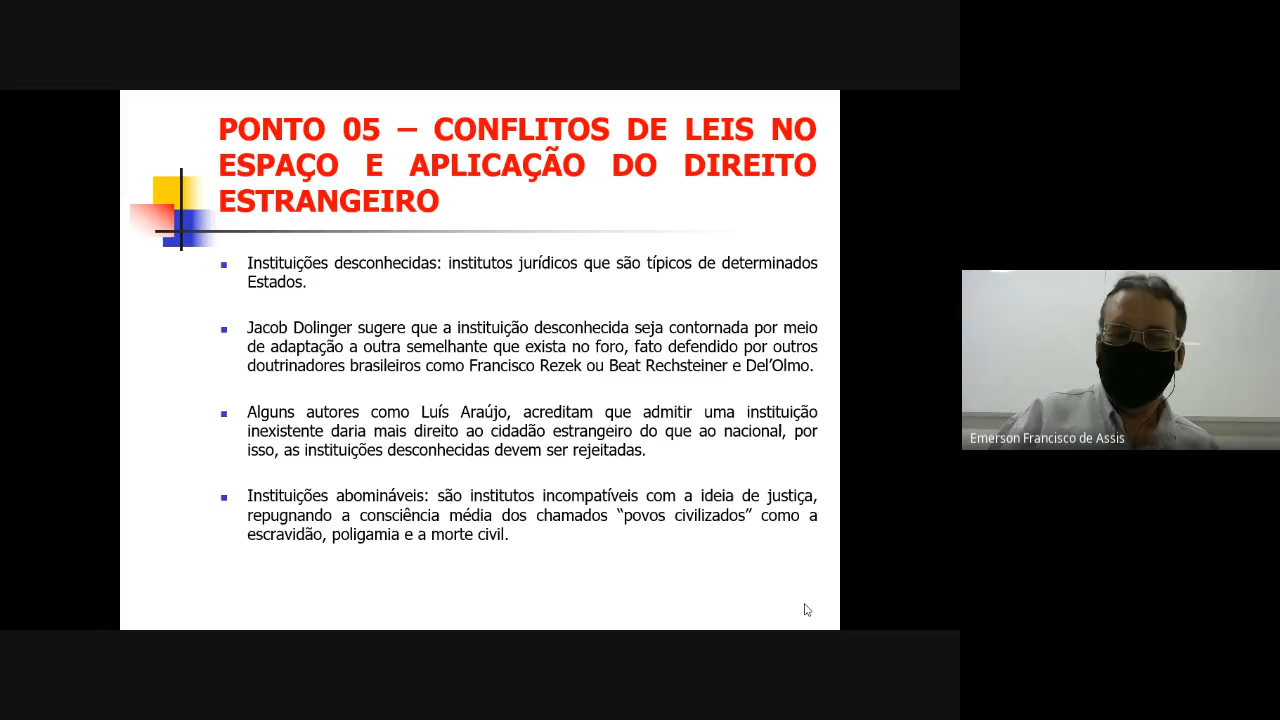 PONTO 05 – CONFLITOS DE LEIS NO
ESPAÇO E APLICAÇÃO DO DIREITO
ESTRANGEIRO
Instituições desconhecidas: institutos jurídicos que são típicos de determinados
Estados.
Jacob Dolinger sugere que a instituição desconhecida seja contornada por meio
de adaptação a outra semelhante que exista no foro, fato defendido por outros
doutrinadores brasileiros como Francisco Rezek ou Beat Rechsteiner e Del’Olmo.
Alguns autores como Luís Araújo, acreditam que admitir uma instituição
inexistente daria mais direito ao cidadão estrangeiro do que ao nacional, por
isso, as instituições desconhecidas devem ser rejeitadas.
Instituições abomináveis: são institutos incompatíveis com a ideia de justiça,
repugnando a consciência média dos chamados “povos civilizados” como a
escravidão, poligamia e a morte civil.
Emerson Francisco de Assis